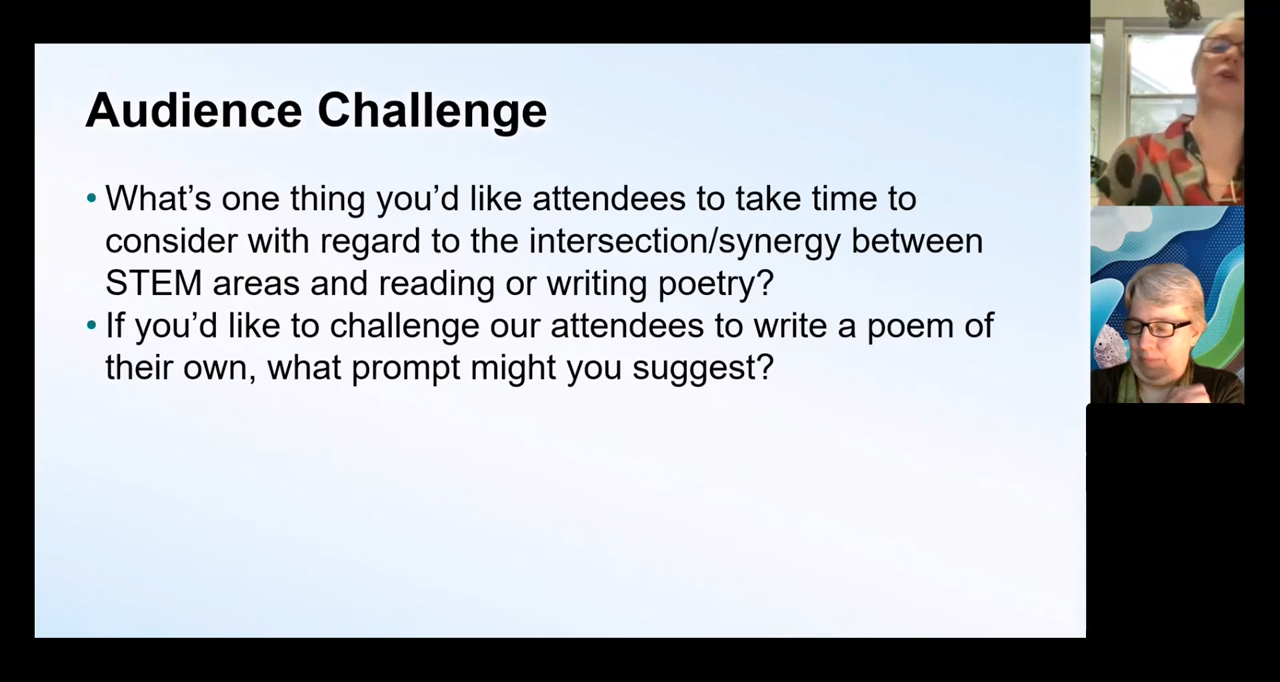 Audience Challenge
• What’s one thing you’d like attendees to take time to
consider with regard to the intersection/synergy between
STEM areas and reading or writing poetry?
• If you’d like to challenge our attendees to write a poem of
their own, what prompt might you suggest?